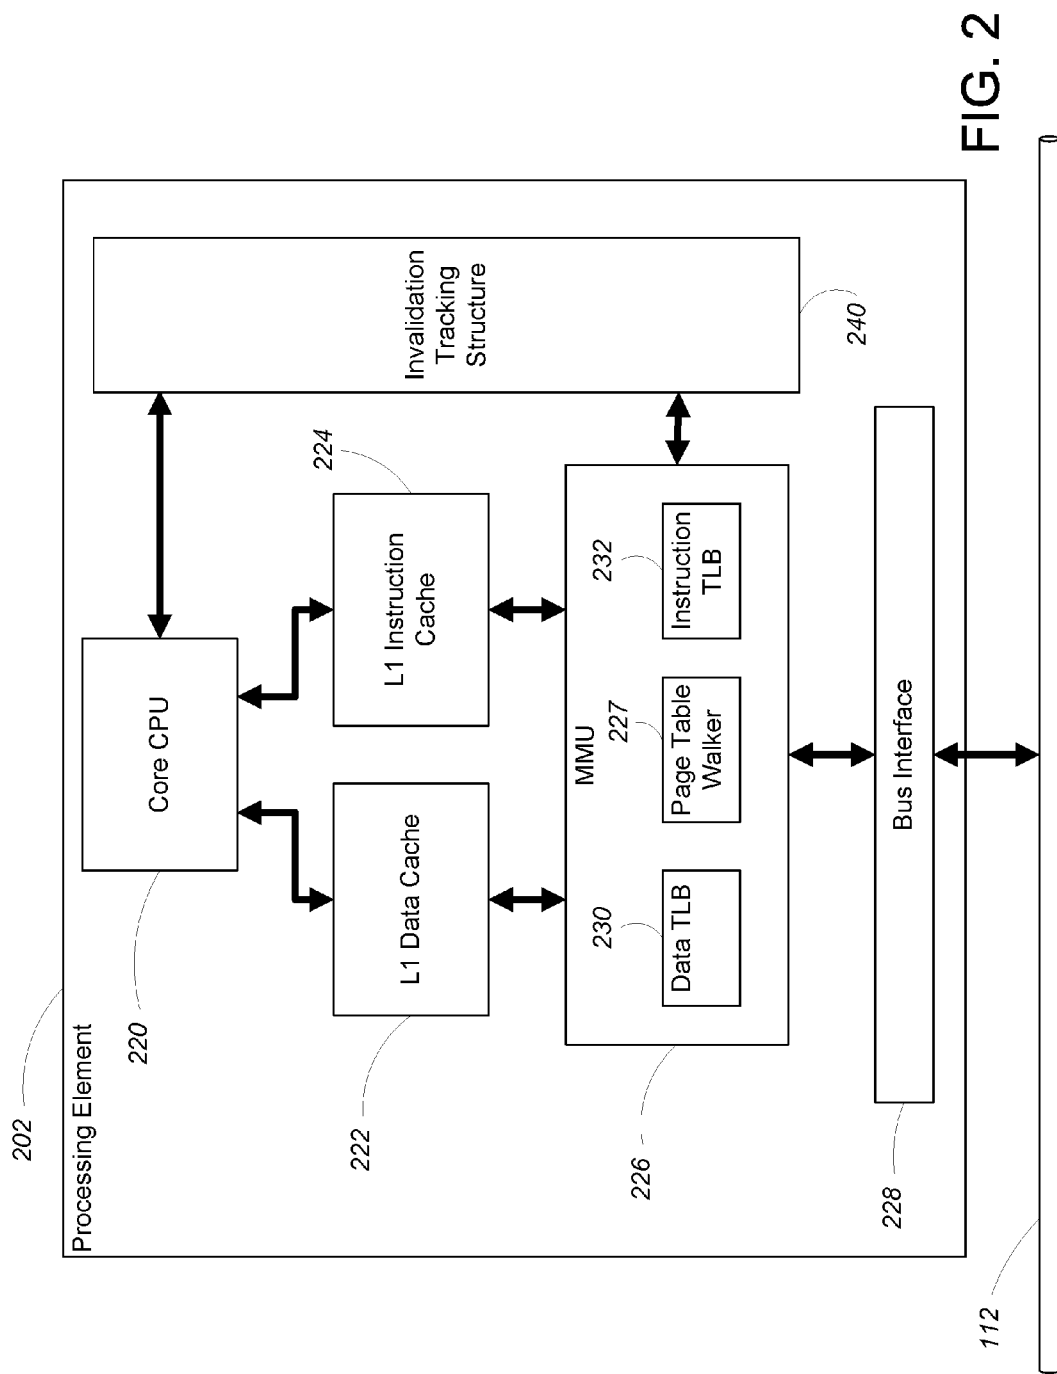 202
Processing Element
220
Core CPU
Invalidation
Tracking
Structure
240
222
L1 Data Cache
L1 Instruction
Cache
224
226
MMU
230
Data TLB
227
Page Table
Walker
232
Instruction
TLB
228
Bus Interface
112
FIG. 2